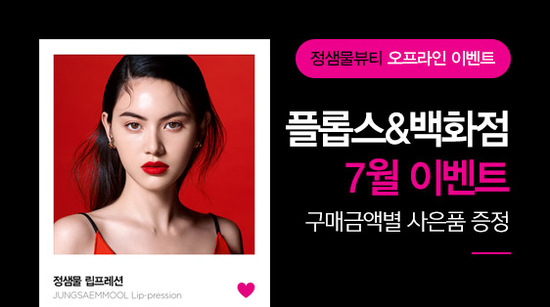 정샘물뷰티 오프라인 이벤트
플롭스&백화점
7월 이벤트
구매금액별 사은품 증정
정샘물 립프레션
JUNGSAEMMOOL Lip-pression